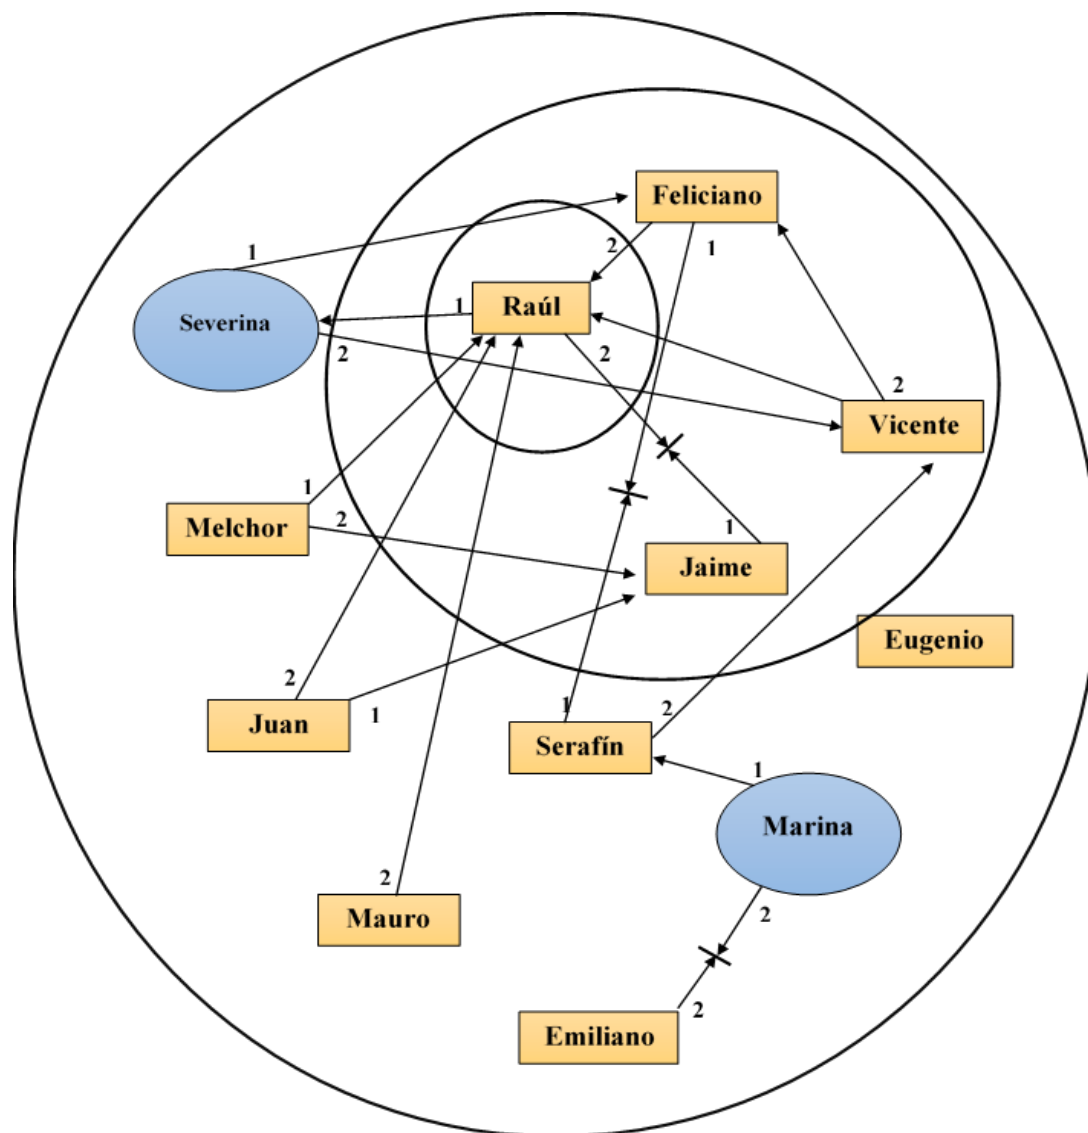 Feliciano
1
2
1
Severina
1
Raúl
2
2
2
Vicente
1
Melchor
2
1
Jaime
Eugenio
2
1
Juan
1
2
Serafín
1
Marina
2
Mauro
2
2
Emiliano